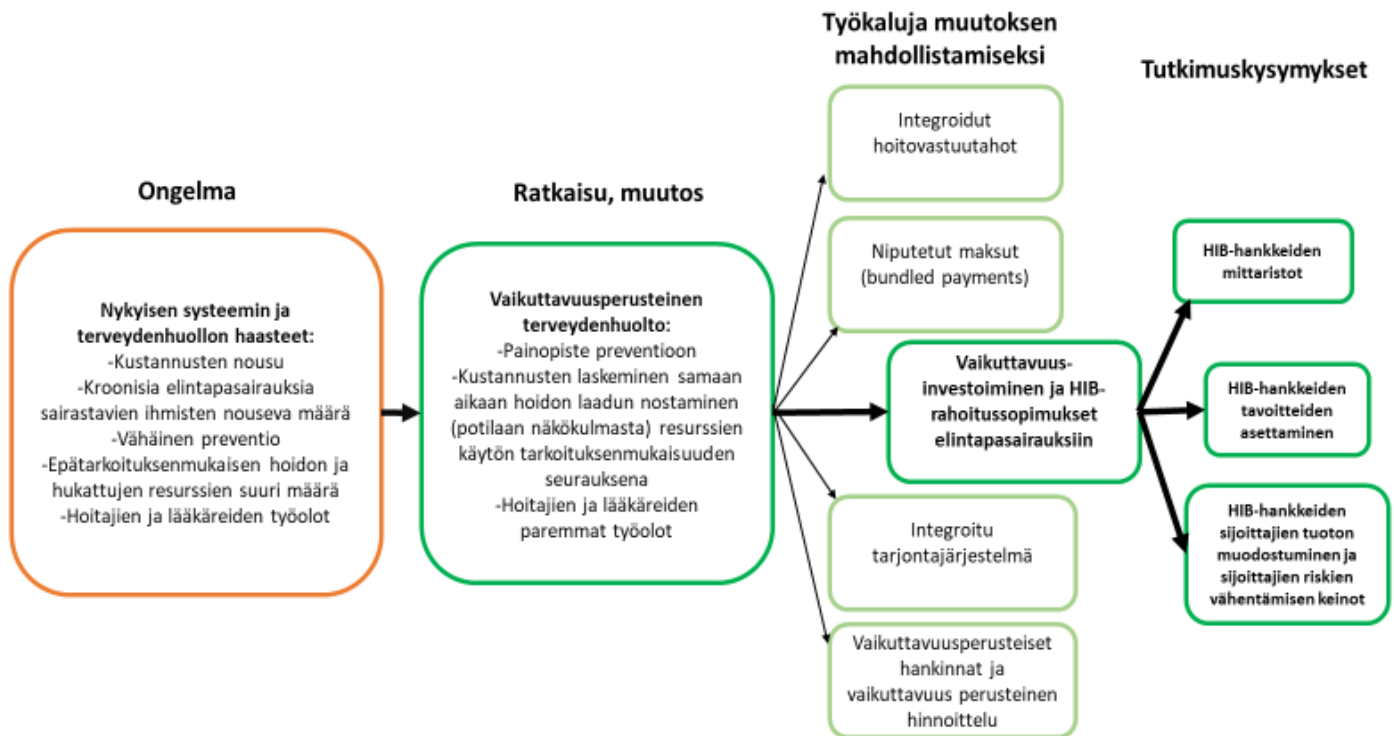 Ongelma
Nykyisen systeemin ja
terveydenhuollon haasteet:
-Kustannusten nousu
-Kroonisia elintapasairauksia
sairastavien ihmisten nouseva määrä
-Vähäinen preventio
-Epätarkoituksenmukaisen hoidon ja
hukattujen resurssien suuri määrä
-Hoitajien ja lääkäreiden työolot
Ratkaisu, muutos
Vaikuttavuusperusteinen
terveydenhuolto:
-Painopiste preventioon
-Kustannusten laskeminen samaan
aikaan hoidon laadun nostaminen
(potilaan näkökulmasta) resurssien
käytön tarkoituksenmukaisuuden
seurauksena
-Hoitajien ja lääkäreiden
paremmat työolot
Työkaluja muutoksen
mahdollistamiseksi
Integroidut
hoitovastuutahot
Niputetut maksut
(bundled payments)
Vaikuttavuus-
investoiminen ja HIB-
rahoitussopimukset
elintapasairauksiin
Integroitu
tarjontajärjestelmä
Vaikuttavuusperusteiset
hankinnat ja
vaikuttavuus perusteinen
hinnoittelu
Tutkimuskysymykset
HIB-hankkeiden
mittaristot
HIB-hankkeiden
tavoitteiden
asettaminen
HIB-hankkeiden
sijoittajien tuoton
muodostuminen ja
sijoittajien riskien
vähentämisen keinot